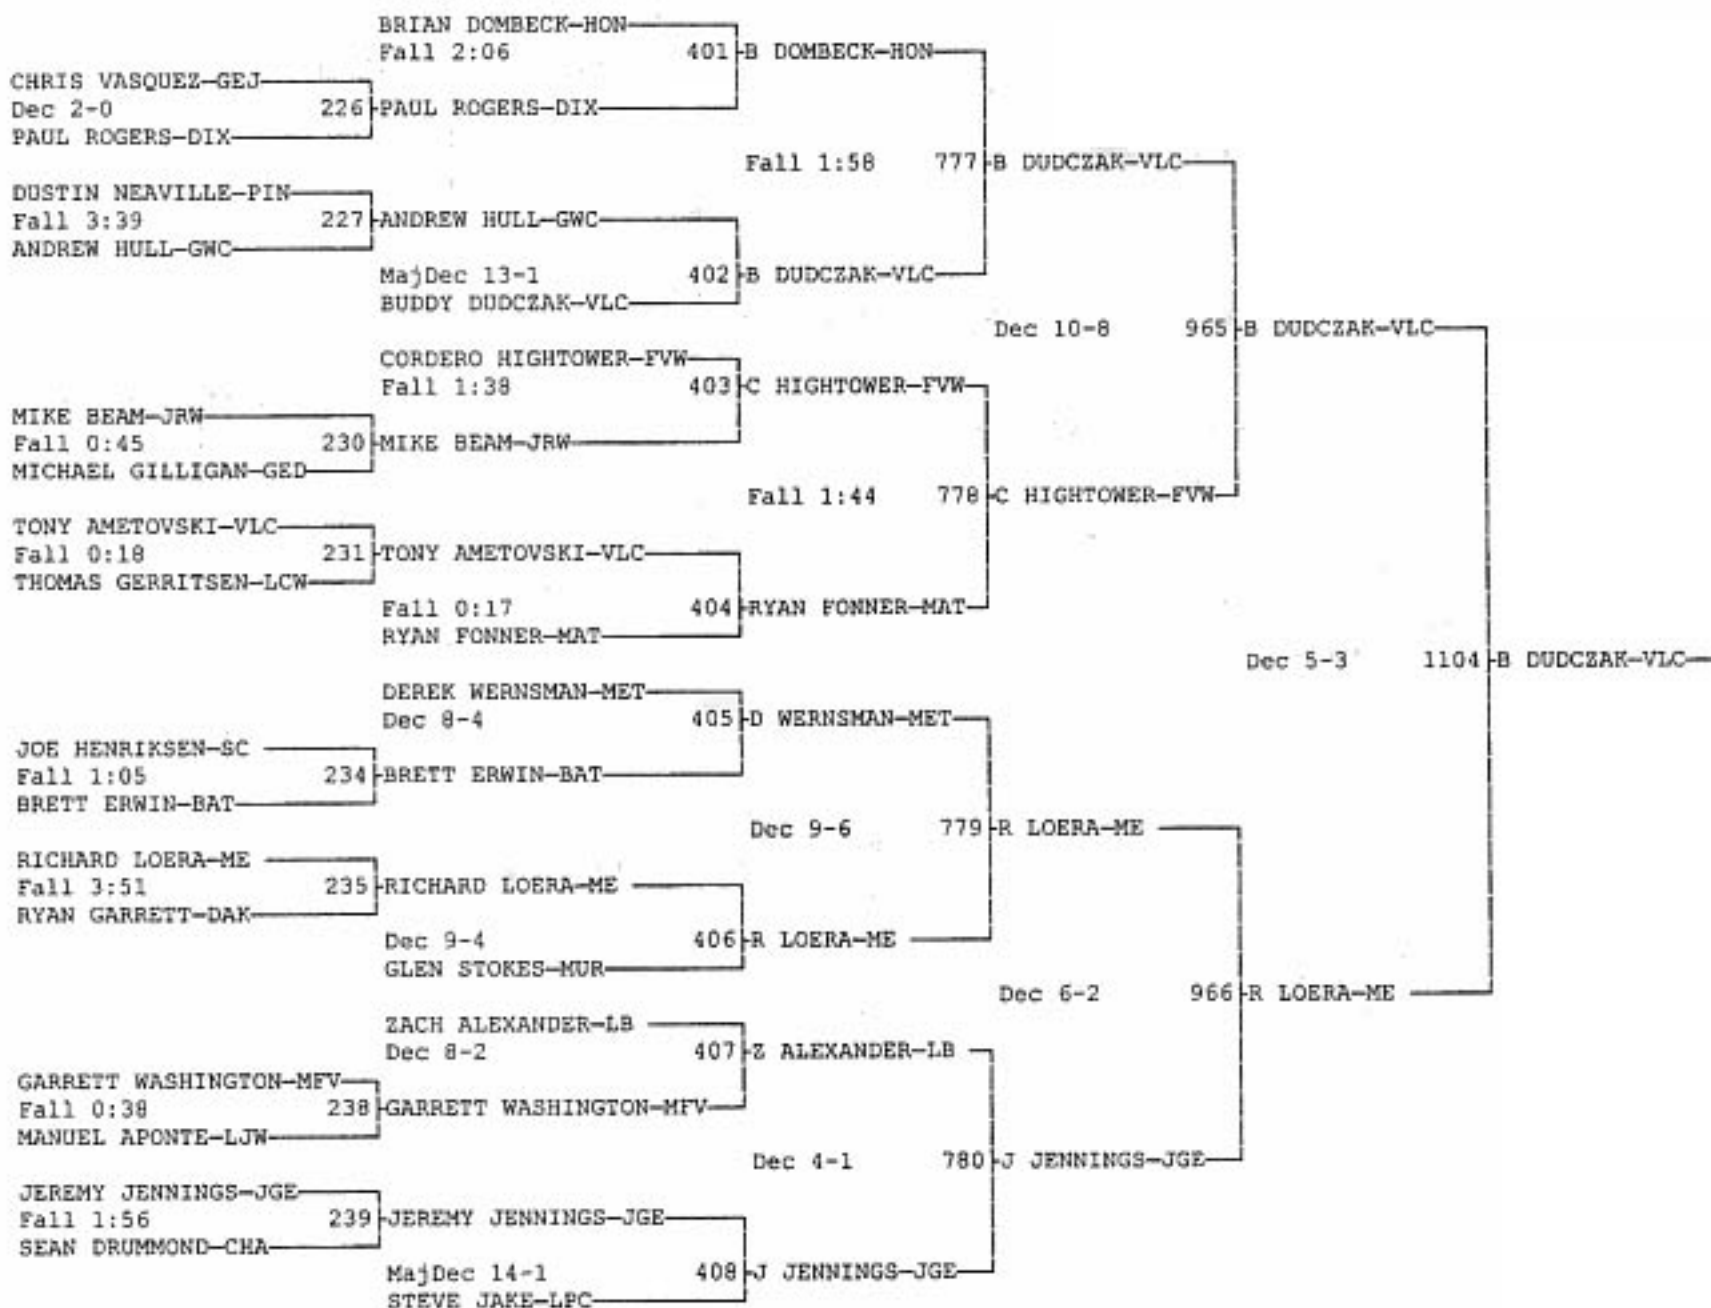 BRIAN DOMBECK-HON
Fall 2:06 401 B DOMBECK-HON
CHRIS VASQUEZ-GEJ
Dec 2-0 226 PAUL ROGERS-DIX
PAUL ROGERS-DIX
Fall 1:58 777 B DUDCZAK-VLC
DUSTIN NEAVILLE-PIN
Fall 3:39 227 ANDREW HULL-GWC
ANDREW HULL-GWC
MajDec 13-1 402 B DUDCZAK-VLC
BUDDY DUDCZAK-VLC
Dec 10-8 965 B DUDCZAK-VLC
CORDERO HIGHTOWER-FVW
Fall 1:38 403 C HIGHTOWER-FVW
MIKE BEAM-JRW
Fall 0:45 230 MIKE BEAM-JRW
MICHAEL GILLIGAN-GED
Fall 1:44 778 C HIGHTOWER-FVW
TONY AMETOVSKI-VLC
Fall 0:18 231 TONY AMETOVSKI-VLC
THOMAS GERRITSEN-LCW
Fall 0:17 404 RYAN FONNER-MAT
RYAN FONNER-MAT
Dec 5-3 1104 B DUDCZAK-VLC
DEREK WERNSMAN-MET
Dec 8-4 405 D WERNSMAN-MET
JOE HENRIKSEN-SC
Fall 1:05 234 BRETT ERWIN-BAT
BRETT ERWIN-BAT
Dec 9-6 779 R LOERA-ME
RICHARD LOERA-ME
Fall 3:51 235 RICHARD LOERA-ME
RYAN GARRETT-DAK
Dec 9-4 406 R LOERA-ME
GLEN STOKES-MUR
Dec 6-2 966 R LOERA-ME
ZACH ALEXANDER-LB
Dec 8-2 407 Z ALEXANDER-LB
GARRETT WASHINGTON-MFV
Fall 0:38 238 GARRETT WASHINGTON-MFV
MANUEL APONTE-LJW
Dec 4-1 780 J JENNINGS-JGE
JEREMY JENNINGS-JGE
Fall 1:56 239 JEREMY JENNINGS-JGE
SEAN DRUMMOND-CHA
MajDec 14-1 408 J JENNINGS-JGE
STEVE JAKE-LPC